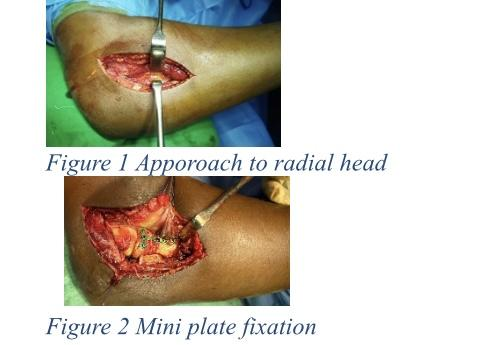 Figure 1 Apporoach to radial head
Figure 2 Mini plate fixation